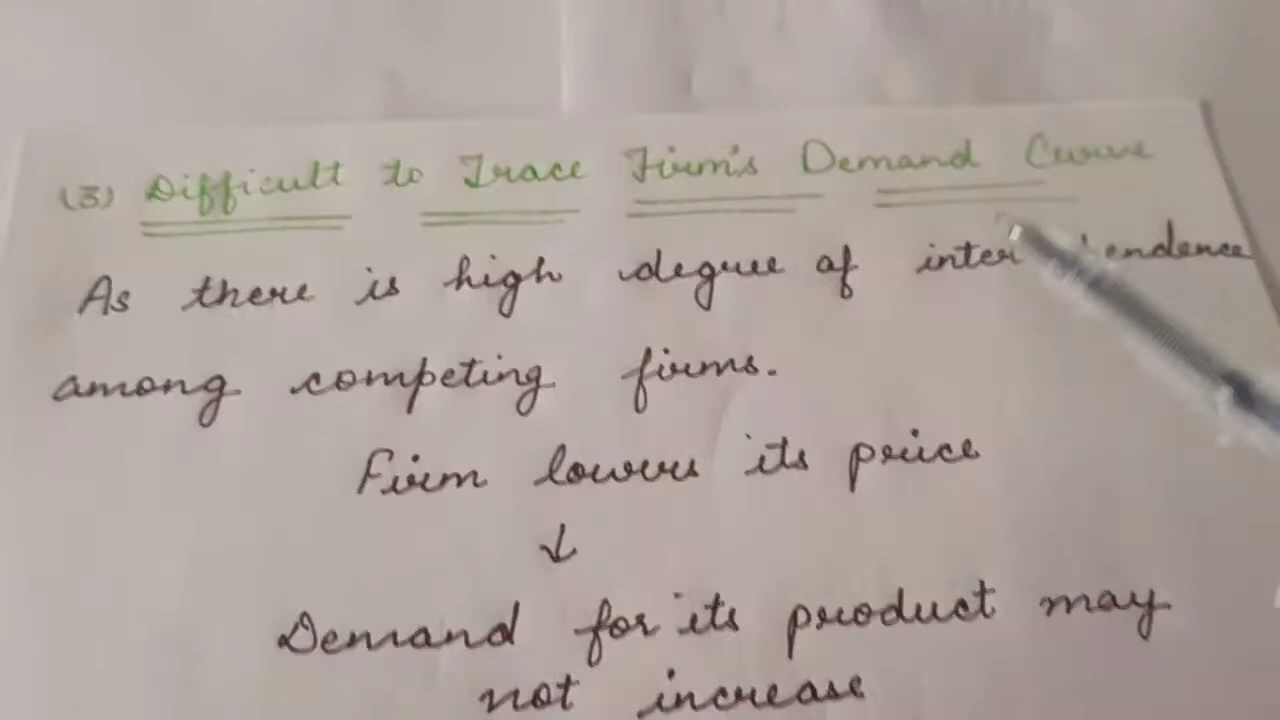 (3) Difficult to Trace Firm's Demand Curve
As there is high degree of
among competing firms.
Firm lowers its price
↓
Demand for its product may
not increase